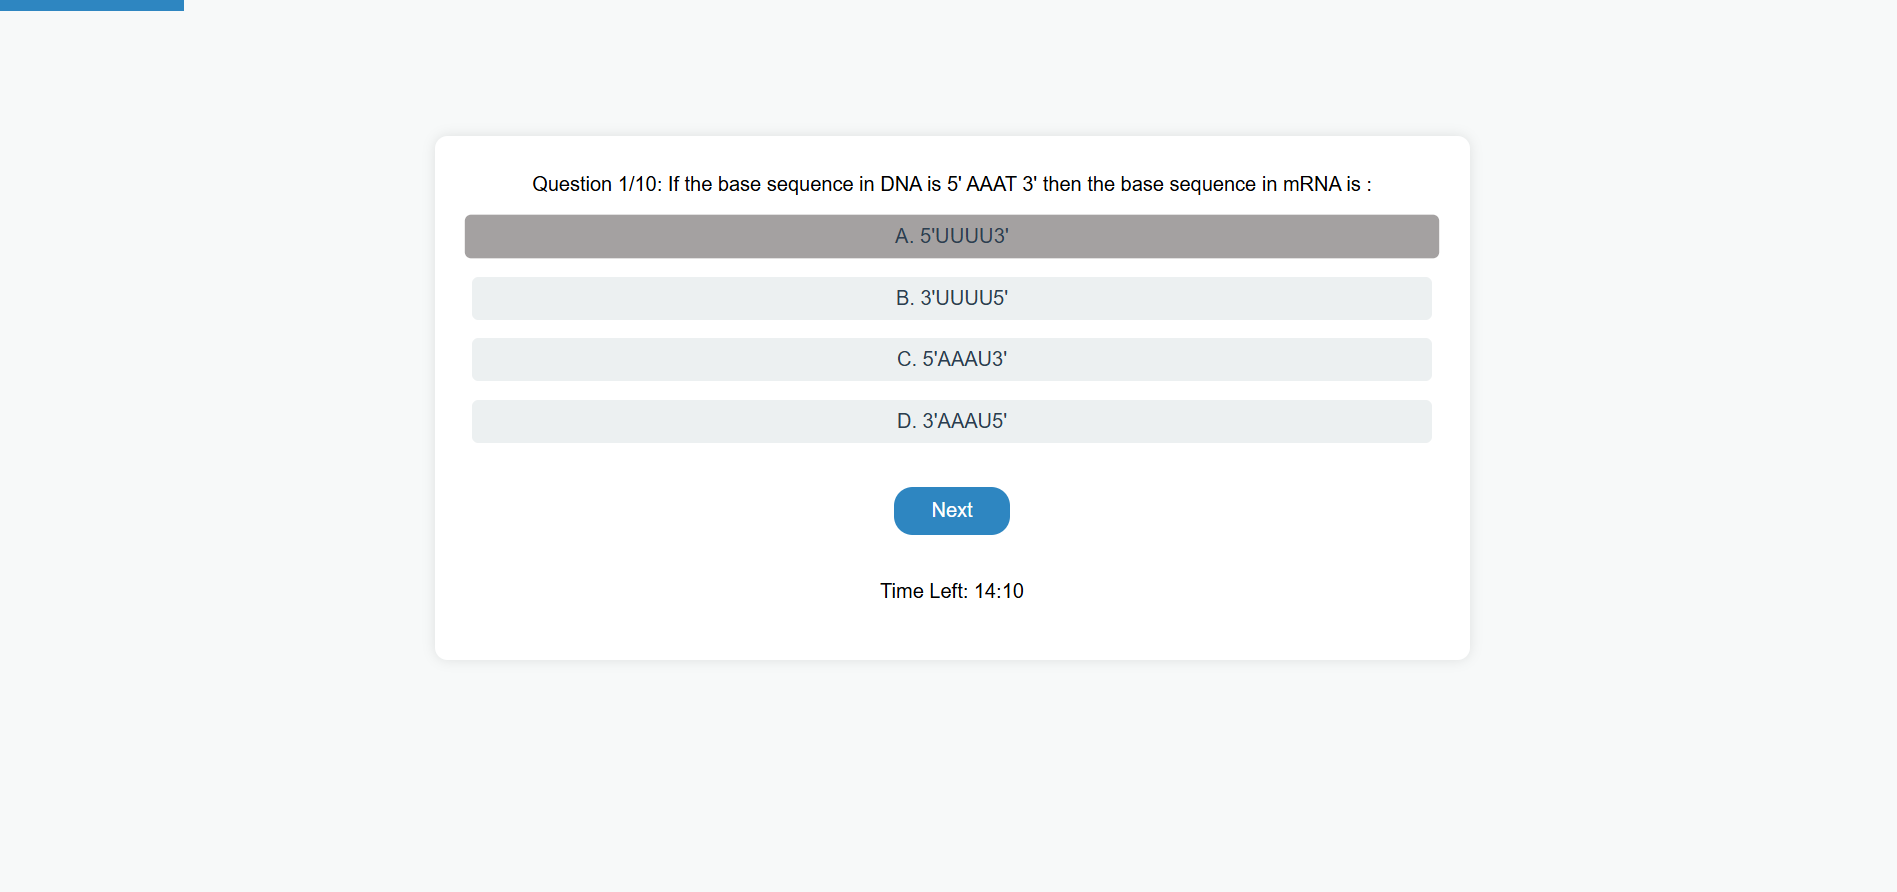 Question 1/10: If the base sequence in DNA is 5' AAAT 3' then the base sequence in mRNA is :
A. 5'UUUU3'
B. 3'UUUU5'
C. 5'AAAU3'
D. 3'AAAU5'
Next
Time Left: 14:10